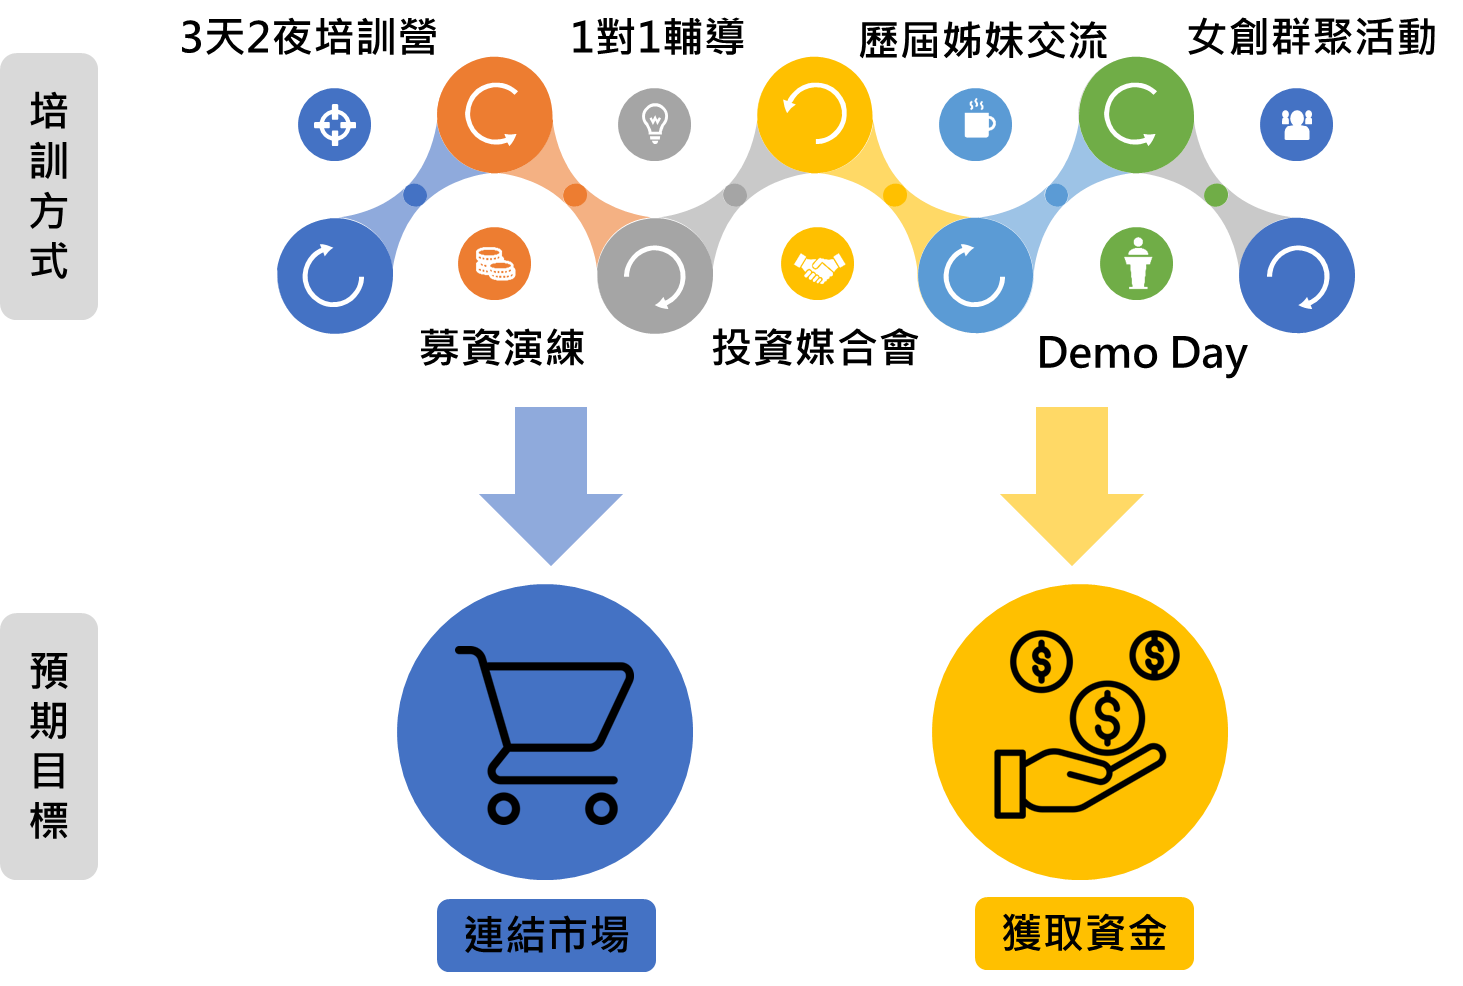 培訓方式
3天2夜培訓營
1對1輔導
歷屆姊妹交流
女創群聚活動
募資演練
投資媒合會
Demo Day
預期目標
連結市場
獲取資金